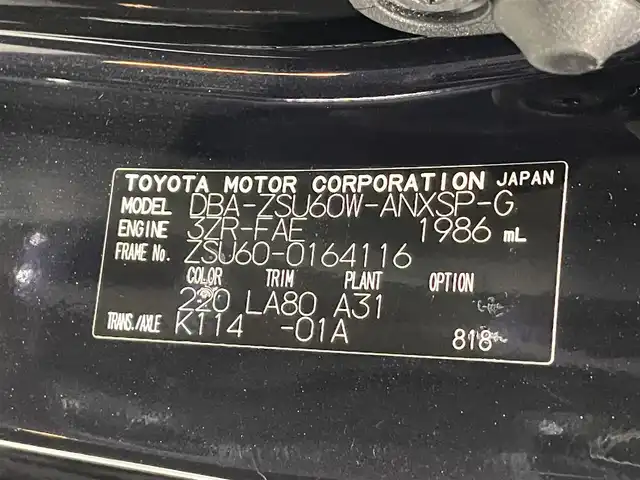 TOYOTA MOTOR CORPORATION JAPAN
MODEL DBA-ZSU60W-ANXSP-G
ENGINE 3ZR-FAE 1986 mL
FRAME No. ZSU60-0164116
COLOR TRIM PLANT OPTION
220 LA80 A31
TRANS./AXLE K114 -01A 818